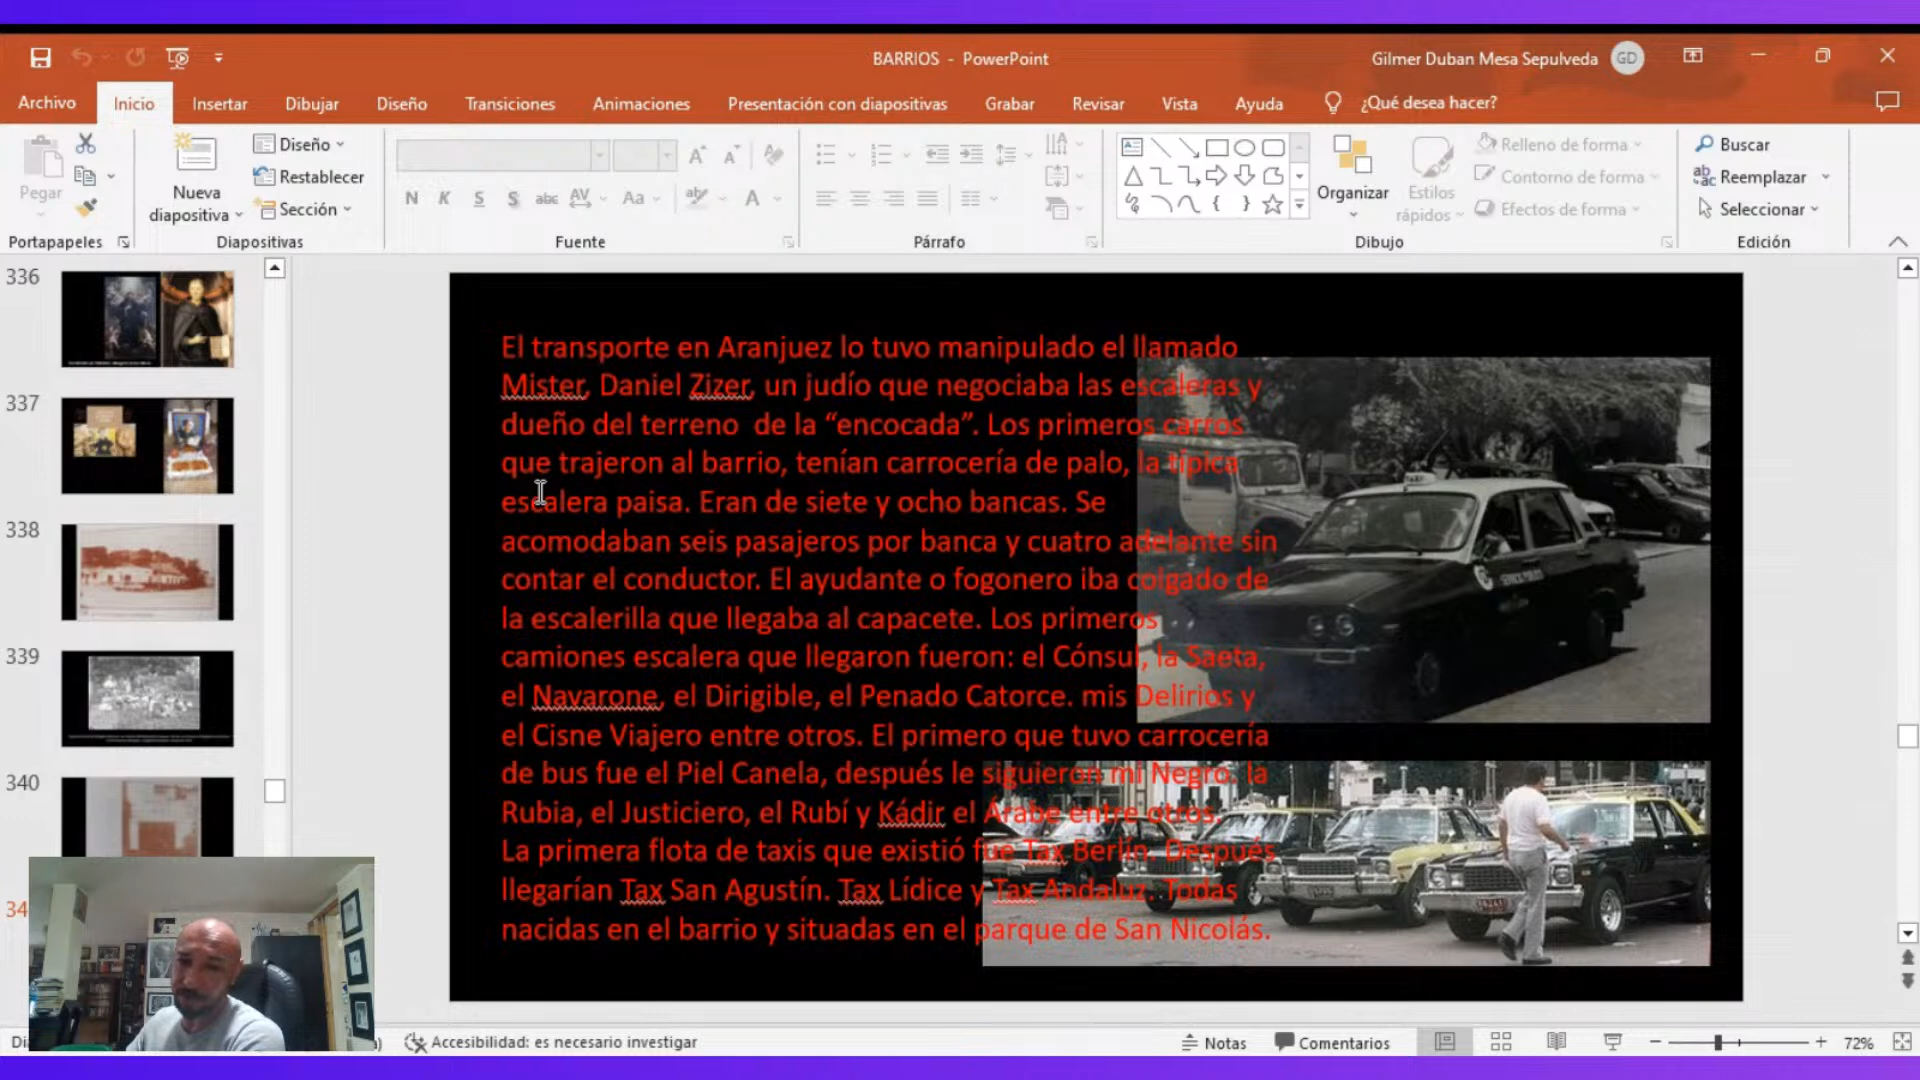 BARRIOS - PowerPoint
Gilmer Duban Mesa Sepulveda GD
Archivo Inicio Insertar Dibujar Diseño Transiciones Animaciones Presentación con diapositivas Grabar Revisar Vista Ayuda ¿Qué desea hacer?
Pegar
Nueva diapositiva
Diseño
Restablecer
Sección
N K S S abc AV Aa A
Organizar
Estilos rápidos
Relleno de forma
Contorno de forma
Efectos de forma
Buscar
Reemplazar
Seleccionar
Portapapeles Diapositivas Fuente Párrafo Dibujo Edición
336
337
338
339
340
34
El transporte en Aranjuez lo tuvo manipulado el llamado
Mister, Daniel Zizer, un judío que negociaba las escaleras y
dueño del terreno de la “encocada”. Los primeros carros
que trajeron al barrio, tenían carrocería de palo, la típica
escalera paisa. Eran de siete y ocho bancas. Se
acomodaban seis pasajeros por banca y cuatro adelante sin
contar el conductor. El ayudante o fogonero iba colgado de
la escalerilla que llegaba al capacete. Los primeros
camiones escalera que llegaron fueron: el Cónsul, la Saeta,
el Navarone, el Dirigible, el Penado Catorce. mis Delirios y
el Cisne Viajero entre otros. El primero que tuvo carrocería
de bus fue el Piel Canela, después le siguieron mi Negro. la
Rubia, el Justiciero, el Rubí y Kádir el Árabe entre otros.
La primera flota de taxis que existió fue Tax Berlín. Después
llegarían Tax San Agustín. Tax Lídice y Tax Andaluz. Todas
nacidas en el barrio y situadas en el parque de San Nicolás.
Accesibilidad: es necesario investigar
Notas Comentarios 72%